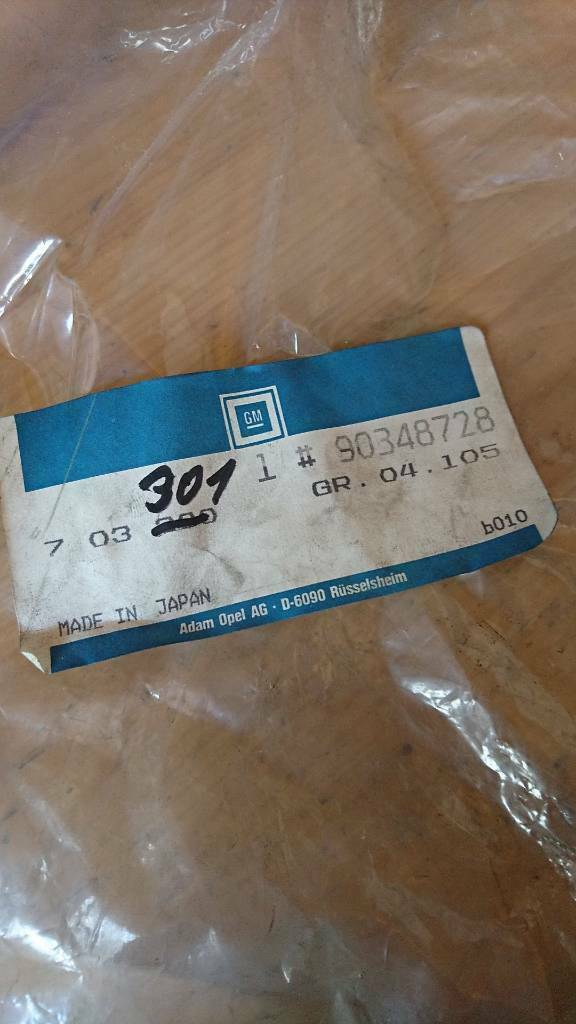 GM
1 # 90348728
301
GR. 04.105
7 03
b010
MADE IN JAPAN
Adam Opel AG · D-6090 Rüsselsheim